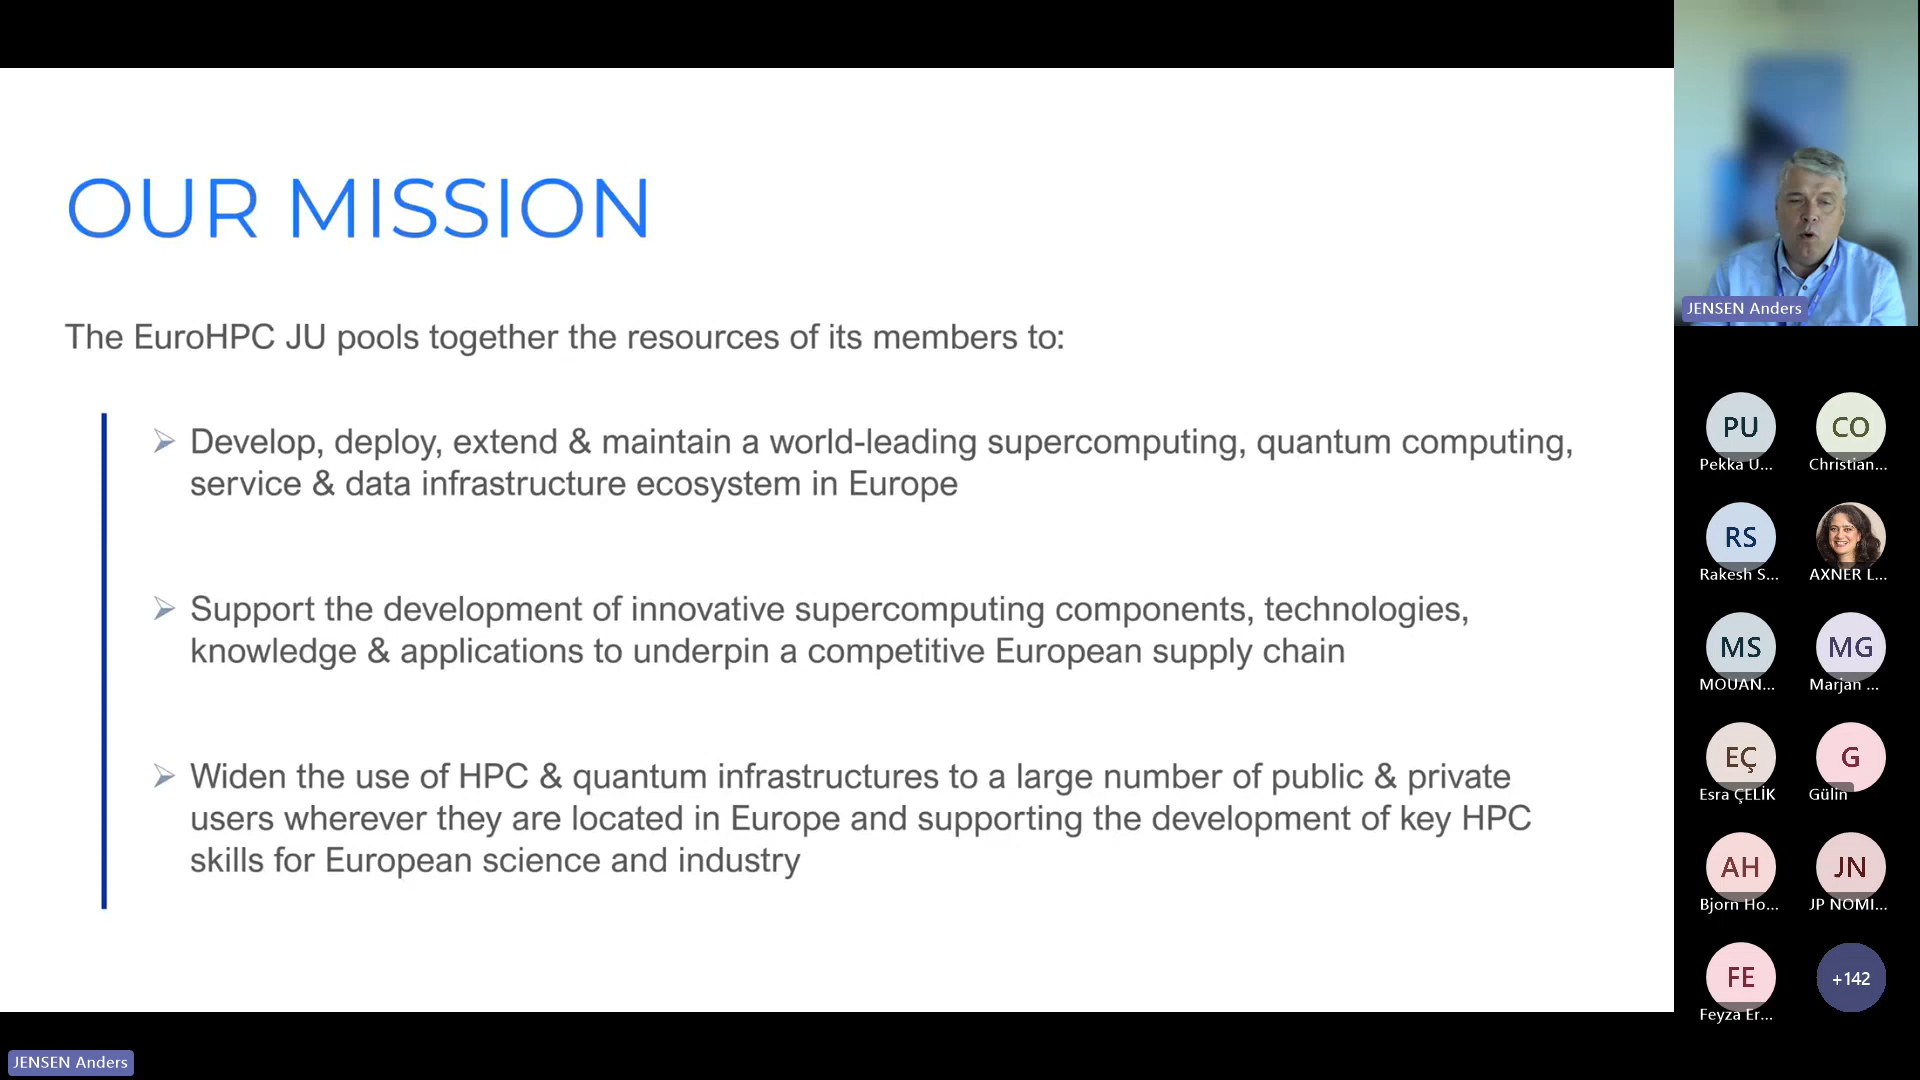 OUR MISSION
The EuroHPC JU pools together the resources of its members to:
➢ Develop, deploy, extend & maintain a world-leading supercomputing, quantum computing,
service & data infrastructure ecosystem in Europe
➢ Support the development of innovative supercomputing components, technologies,
knowledge & applications to underpin a competitive European supply chain
➢ Widen the use of HPC & quantum infrastructures to a large number of public & private
users wherever they are located in Europe and supporting the development of key HPC
skills for European science and industry
JENSEN Anders
JENSEN Anders
PU
CO
Pekka U...
Christian...
RS
Rakesh S...
AXNER L...
MS
MG
MOUAN...
Marjan ...
EÇ
G
Esra ÇELİK
Gülin
AH
JN
Bjorn Ho...
JP NOMI...
FE
+142
Feyza Er...